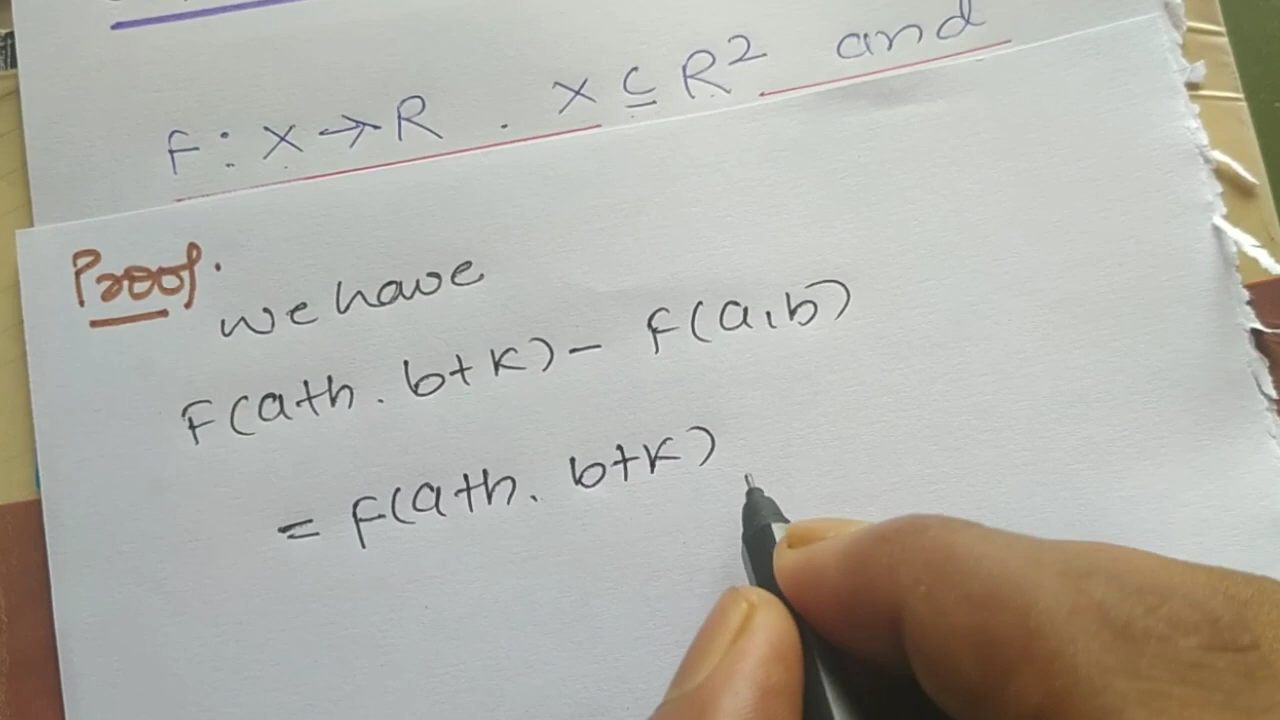 F: X → R . X ⊆ R² and
Proof.
we have
F(a+h. b+k) - F(a,b)
= F(a+h. b+k)